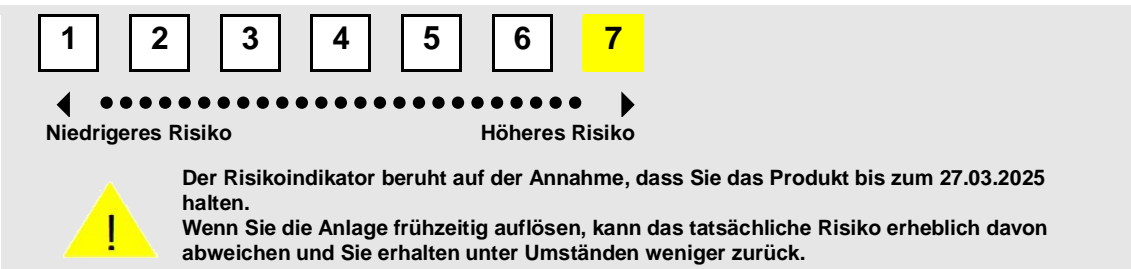 1 2 3 4 5 6 7
Niedrigeres Risiko Höheres Risiko
Der Risikoindikator beruht auf der Annahme, dass Sie das Produkt bis zum 27.03.2025
halten.
Wenn Sie die Anlage frühzeitig auflösen, kann das tatsächliche Risiko erheblich davon
abweichen und Sie erhalten unter Umständen weniger zurück.
!